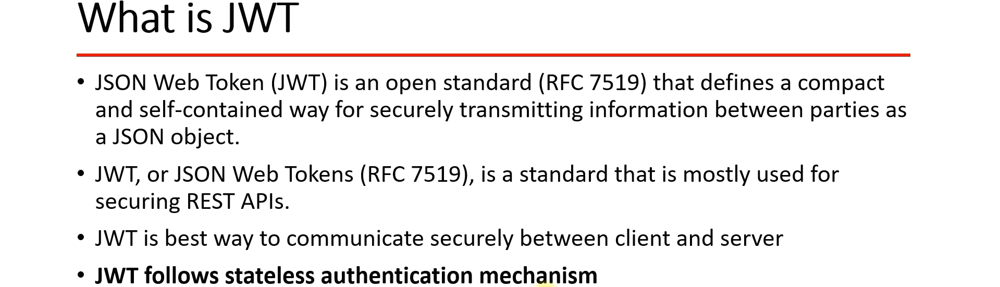 What is JWT
• JSON Web Token (JWT) is an open standard (RFC 7519) that defines a compact
and self-contained way for securely transmitting information between parties as
a JSON object.
• JWT, or JSON Web Tokens (RFC 7519), is a standard that is mostly used for
securing REST APIs.
• JWT is best way to communicate securely between client and server
• JWT follows stateless authentication mechanism